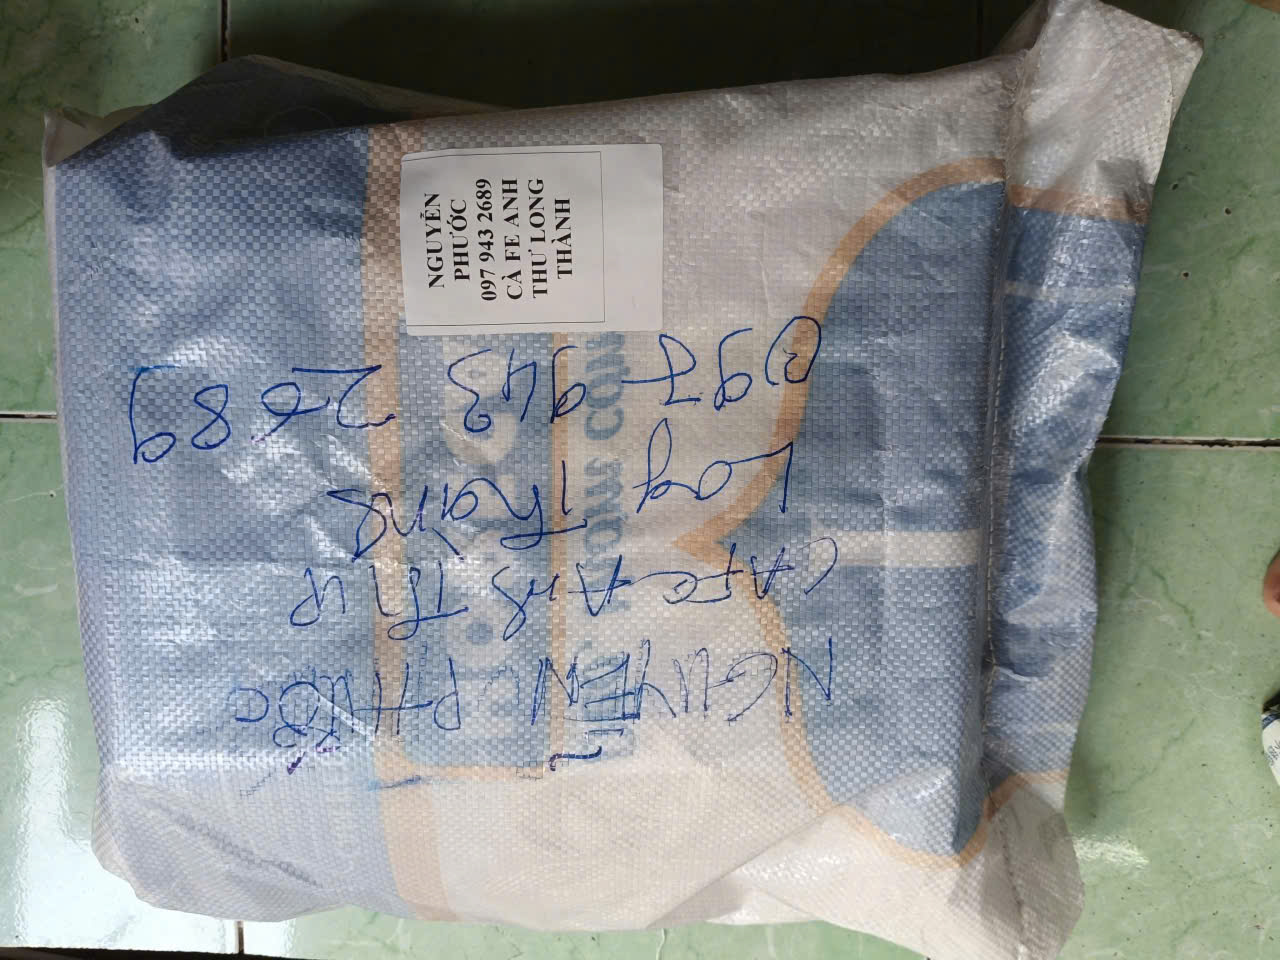 NGUYỄN
PHƯỚC
097 943 2689
CÀ FE ANH
THƯ LONG
THÀNH
NGUYỄN PHƯỚC
CAFE Anh Thư
Long Thành
097 943 2689